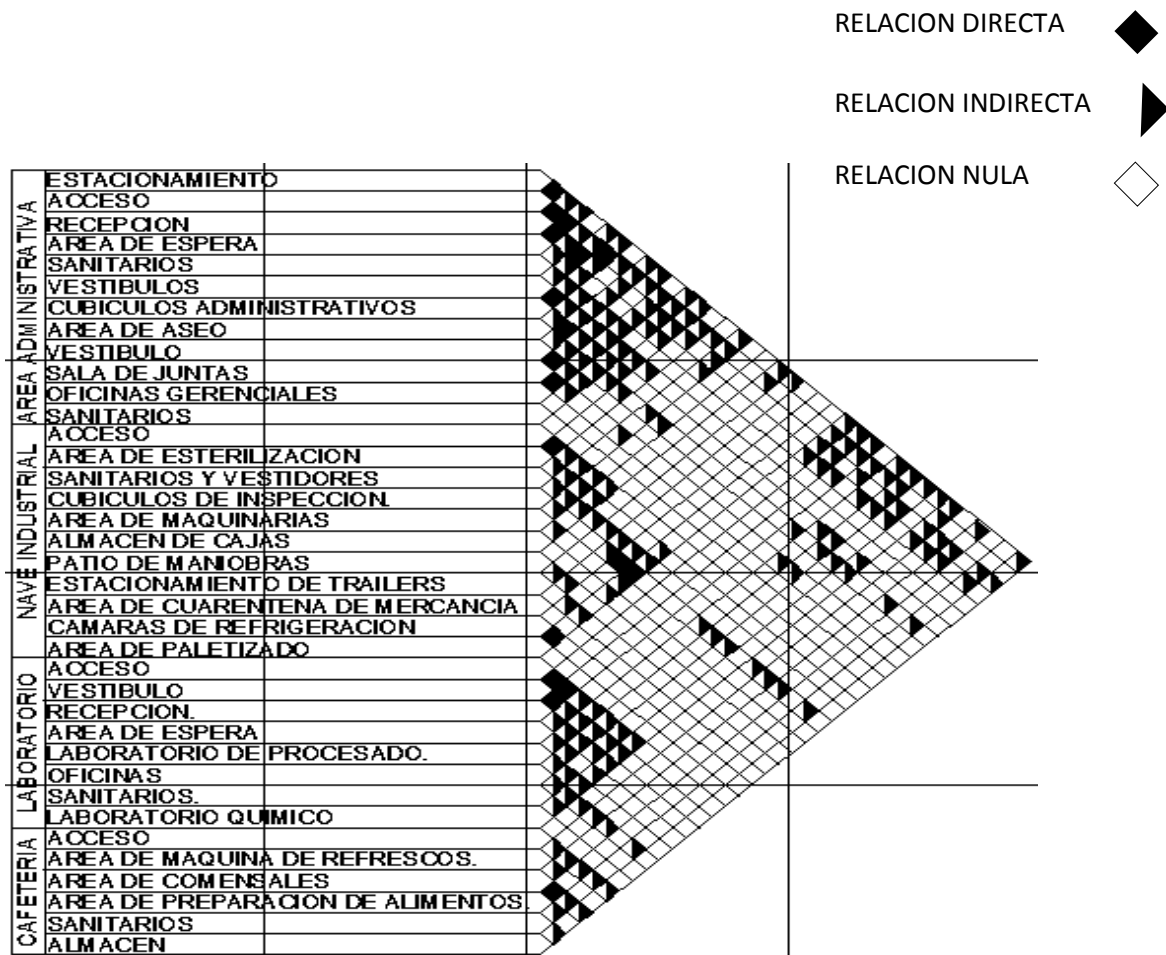 RELACION DIRECTA
RELACION INDIRECTA
RELACION NULA
AREA ADMINISTRATIVA
ESTACIONAMIENTO
ACCESO
RECEPCION
AREA DE ESPERA
SANITARIOS
VESTIBULOS
CUBICULOS ADMINISTRATIVOS
AREA DE ASEO
VESTIBULO
SALA DE JUNTAS
OFICINAS GERENCIALES
SANITARIOS
NAVE INDUSTRIAL
ACCESO
AREA DE ESTERILIZACION
SANITARIOS Y VESTIDORES
CUBICULOS DE INSPECCION.
AREA DE MAQUINARIAS
ALMACEN DE CAJAS
PATIO DE MANIOBRAS
ESTACIONAMIENTO DE TRAILERS
AREA DE CUARENTENA DE MERCANCIA
CAMARAS DE REFRIGERACION
AREA DE PALETIZADO
LABORATORIO
ACCESO
VESTIBULO
RECEPCION.
AREA DE ESPERA
LABORATORIO DE PROCESADO.
OFICINAS
SANITARIOS.
LABORATORIO QUIMICO
CAFETERIA
ACCESO
AREA DE MAQUINA DE REFRESCOS.
AREA DE COMENSALES
AREA DE PREPARACION DE ALIMENTOS.
SANITARIOS
ALMACEN